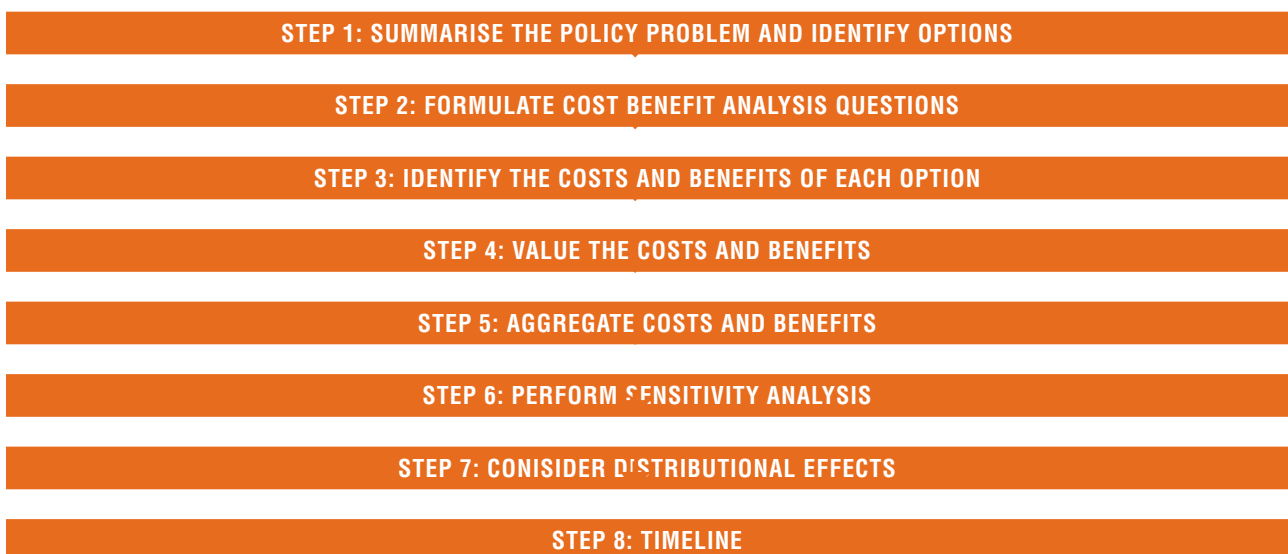 STEP 1: SUMMARISE THE POLICY PROBLEM AND IDENTIFY OPTIONS
STEP 2: FORMULATE COST BENEFIT ANALYSIS QUESTIONS
STEP 3: IDENTIFY THE COSTS AND BENEFITS OF EACH OPTION
STEP 4: VALUE THE COSTS AND BENEFITS
STEP 5: AGGREGATE COSTS AND BENEFITS
STEP 6: PERFORM SENSITIVITY ANALYSIS
STEP 7: CONISIDER DISTRIBUTIONAL EFFECTS
STEP 8: TIMELINE